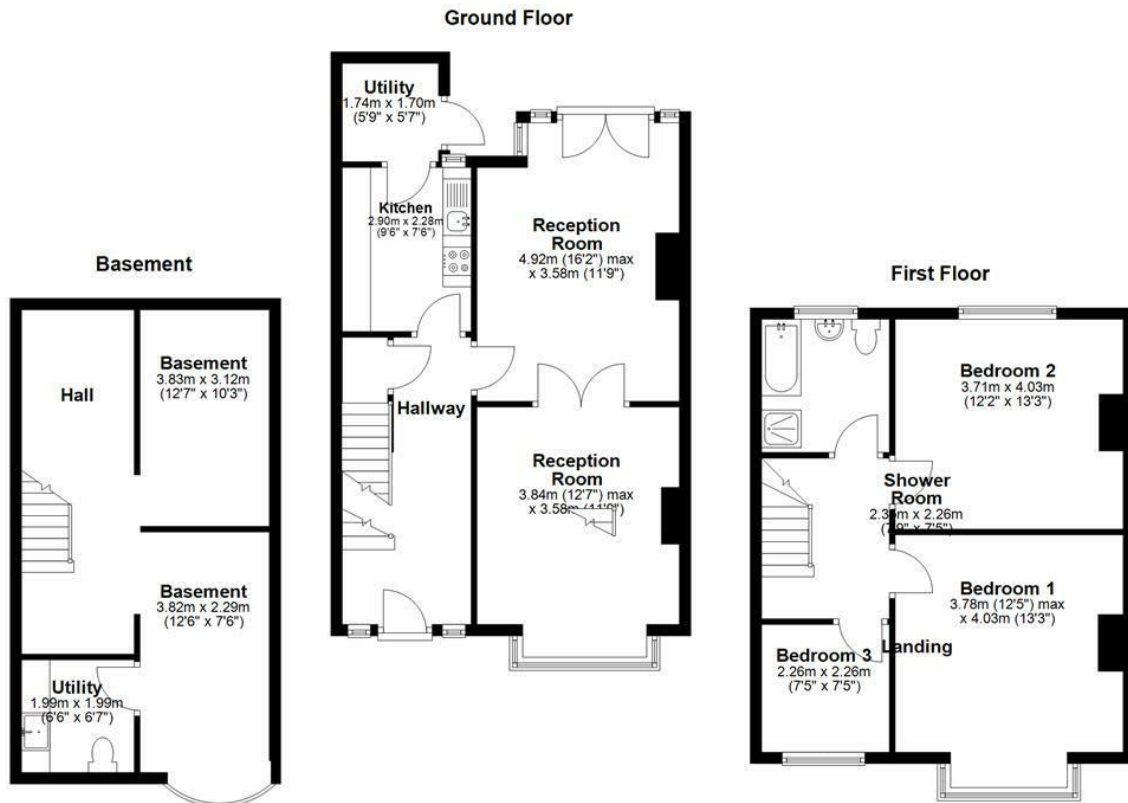 Ground Floor
Utility
1.74m x 1.70m
(5'9" x 5'7")
Kitchen
2.90m x 2.28m
(9'6" x 7'6")
Reception
Room
4.92m (16'2") max
x 3.58m (11'9")
Hallway
Reception
Room
3.84m (12'7") max
x 3.58m (11'9")
Basement
Hall
Basement
3.83m x 3.12m
(12'7" x 10'3")
Basement
3.82m x 2.29m
(12'6" x 7'6")
Utility
1.99m x 1.99m
(6'6" x 6'7")
First Floor
Bedroom 2
3.71m x 4.03m
(12'2" x 13'3")
Shower
Room
x 2.26m
x 7'5")
Bedroom 1
3.78m (12'5") max
x 4.03m (13'3")
Landing
Bedroom 3
2.26m x 2.26m
(7'5" x 7'5")